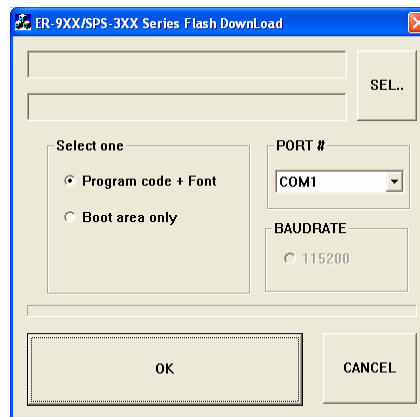 ER-9XX/SPS-3XX Series Flash DownLoad
SEL..
Select one
Program code + Font
Boot area only
PORT #
COM1
BAUDRATE
115200
OK
CANCEL